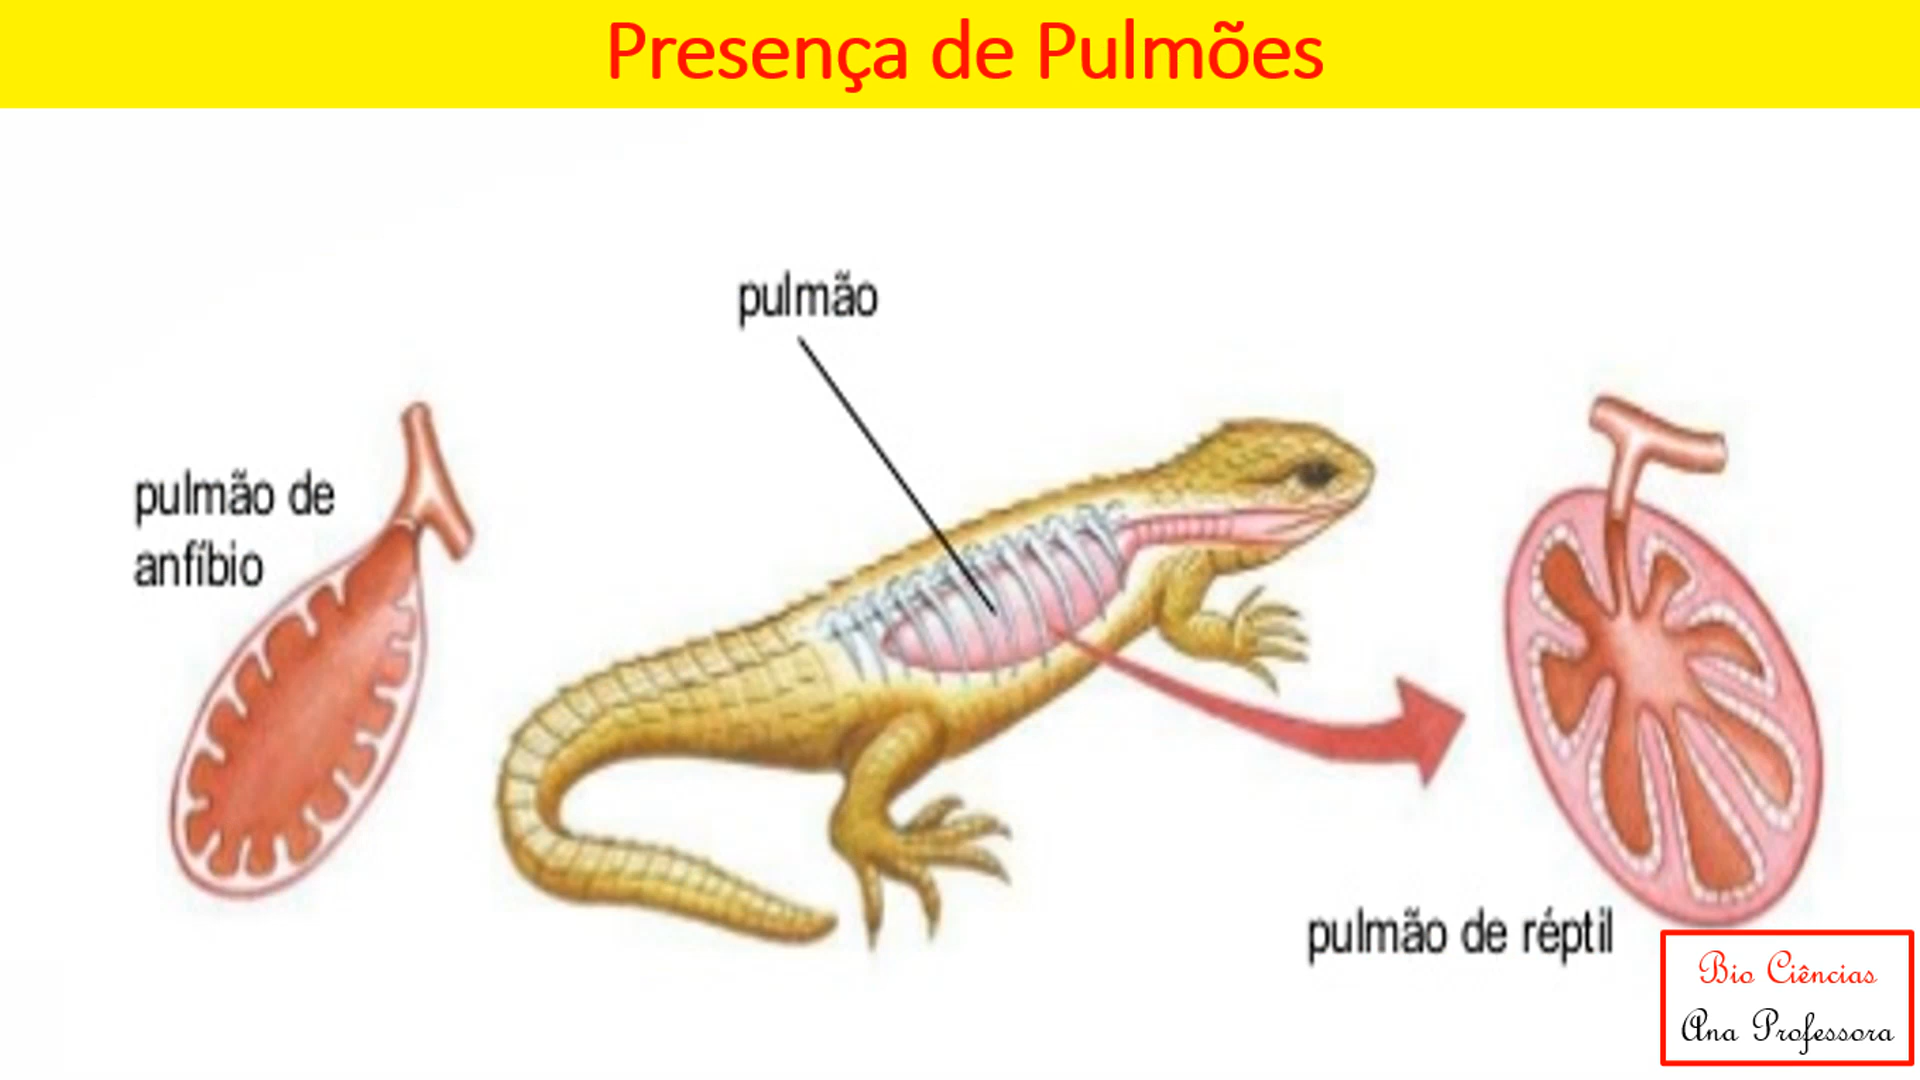 Presença de Pulmões
pulmão
pulmão de
anfíbio
pulmão de réptil
Bio Ciências
Ana Professora